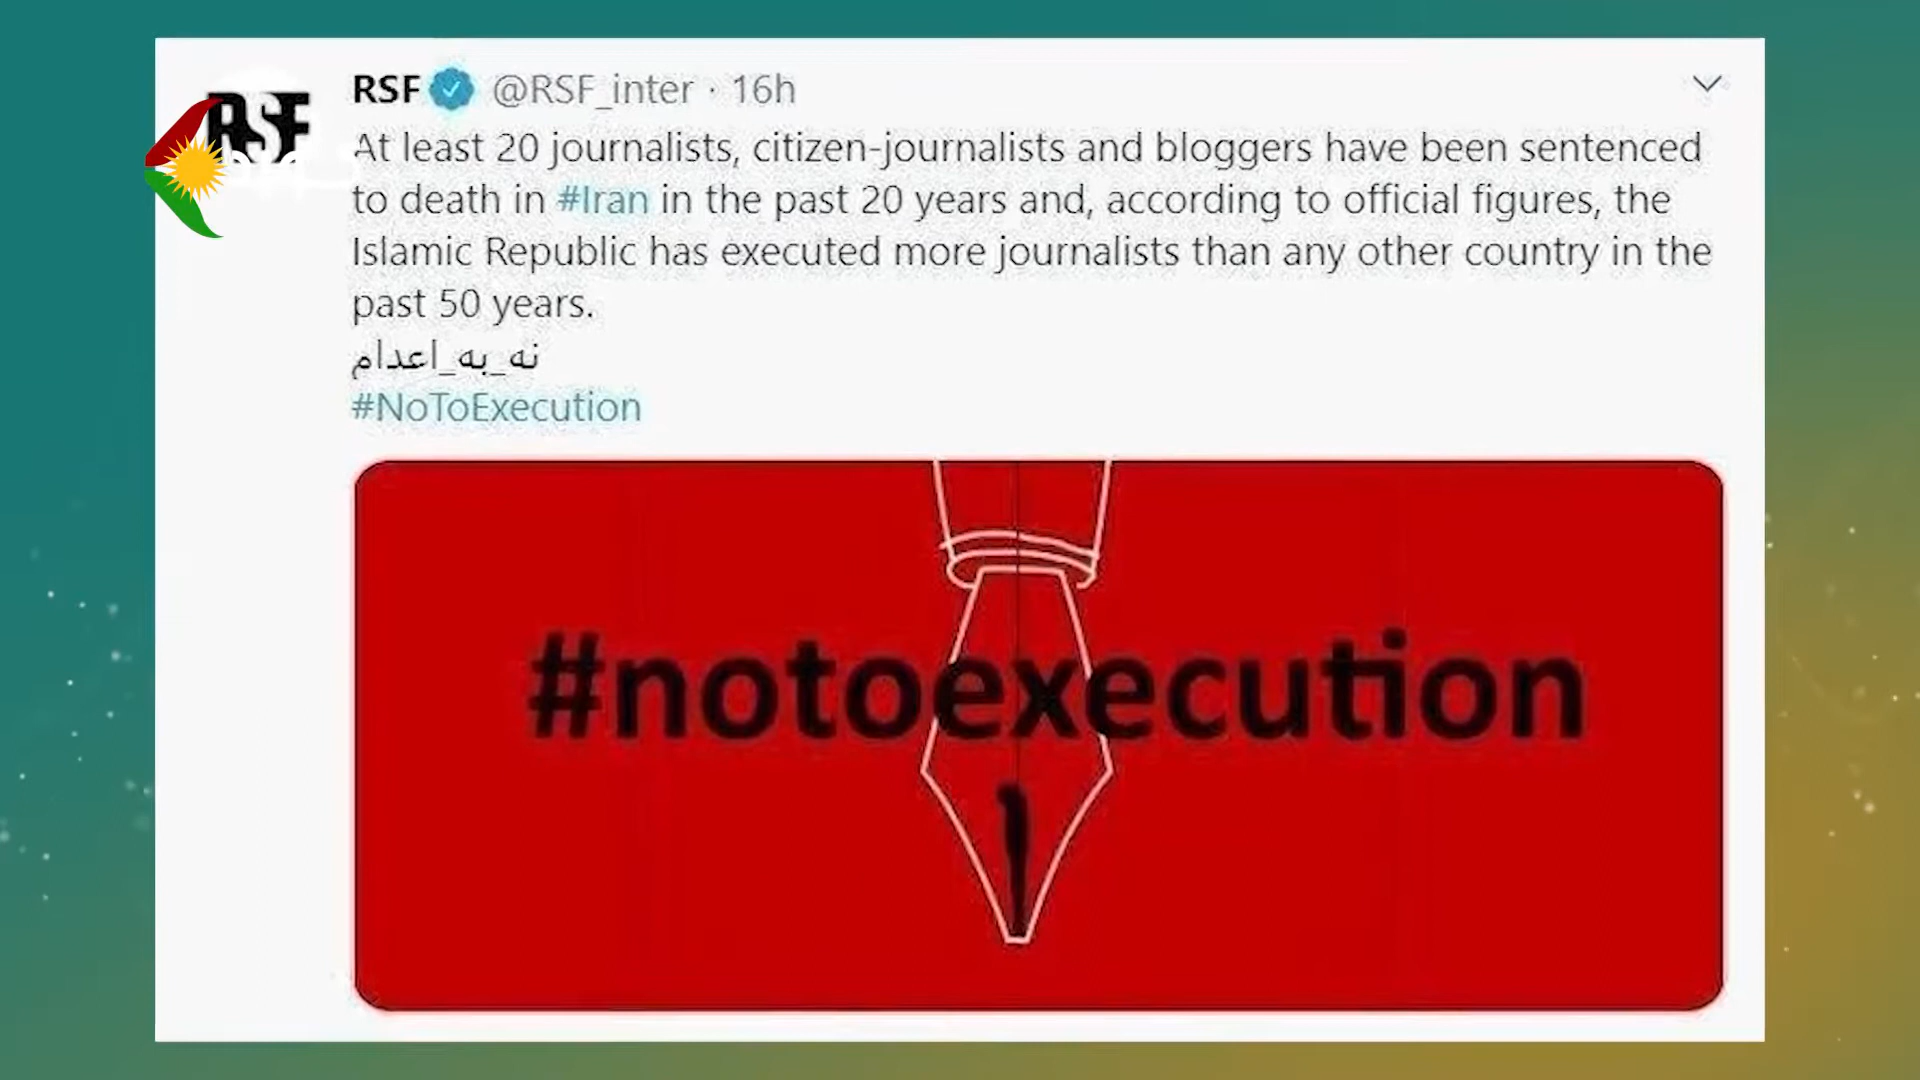 RSF @RSF_inter · 16h
RSF
At least 20 journalists, citizen-journalists and bloggers have been sentenced
to death in #Iran in the past 20 years and, according to official figures, the
Islamic Republic has executed more journalists than any other country in the
past 50 years.
نه_به_اعدام
#NoToExecution
#notoexecution